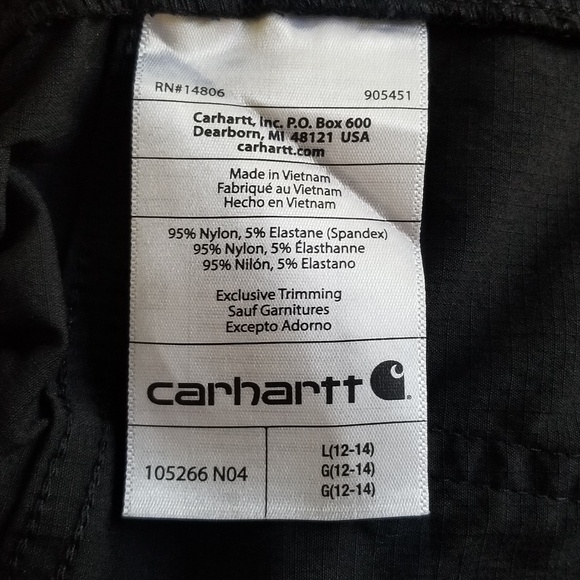 RN#14806 905451
Carhartt, Inc. P.O. Box 600
Dearborn, MI 48121 USA
carhartt.com
Made in Vietnam
Fabriqué au Vietnam
Hecho en Vietnam
95% Nylon, 5% Elastane (Spandex)
95% Nylon, 5% Élasthanne
95% Nilón, 5% Elastano
Exclusive Trimming
Sauf Garnitures
Excepto Adorno
carhartt
105266 N04
L(12-14)
G(12-14)
G(12-14)